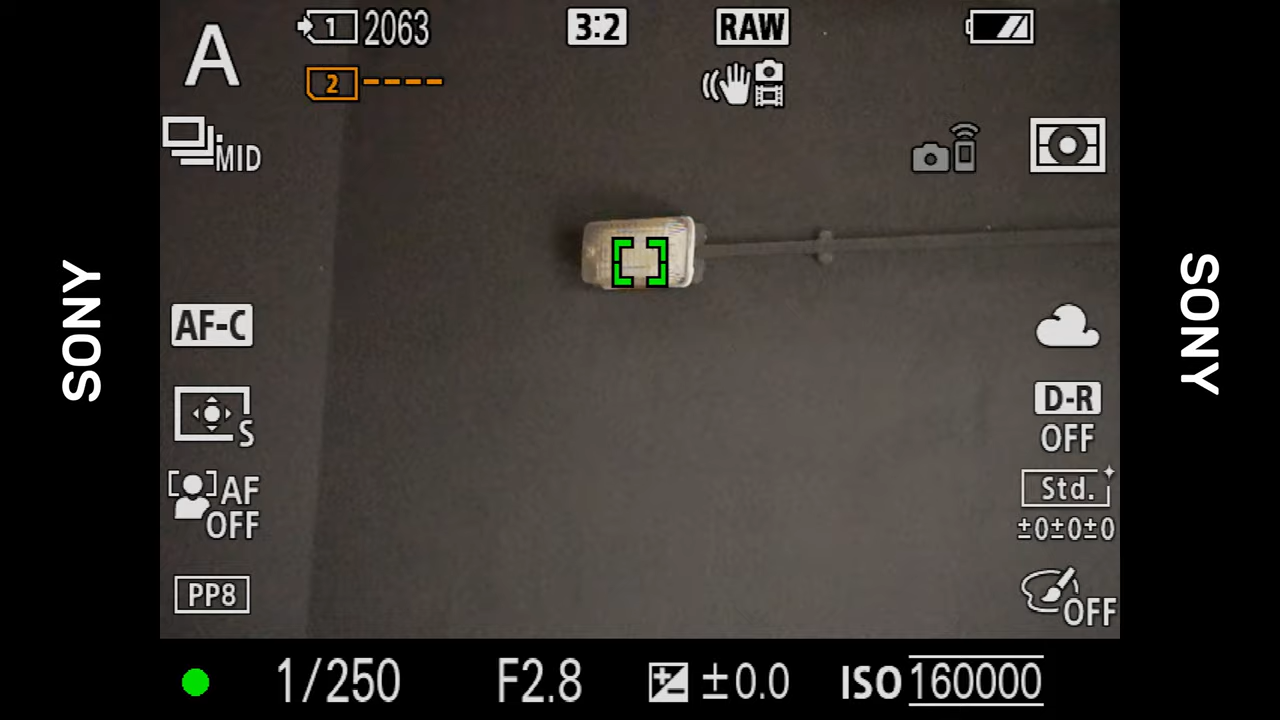 A
1 2063
2 ----
3:2
RAW
MID
AF-C
S
AF
OFF
PP8
D-R
OFF
Std.
±0±0±0
OFF
1/250 F2.8 ±0.0 ISO 160000
SONY
SONY